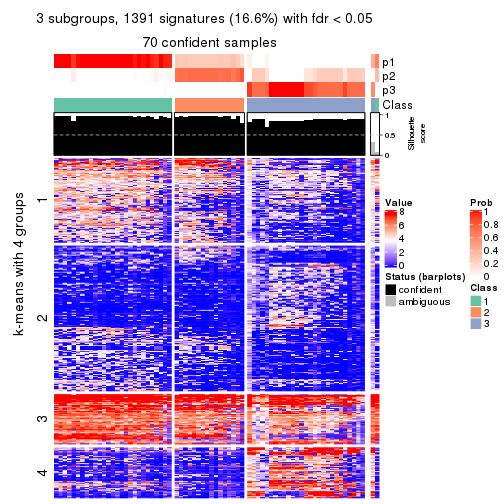 3 subgroups, 1391 signatures (16.6%) with fdr < 0.05
70 confident samples
p1
p2
p3
Class
1
0.5
0
Silhouette
score
k-means with 4 groups
1
2
3
4
Value
8
6
4
2
0
Prob
1
0.8
0.6
0.4
0.2
0
Status (barplots)
confident
ambiguous
Class
1
2
3